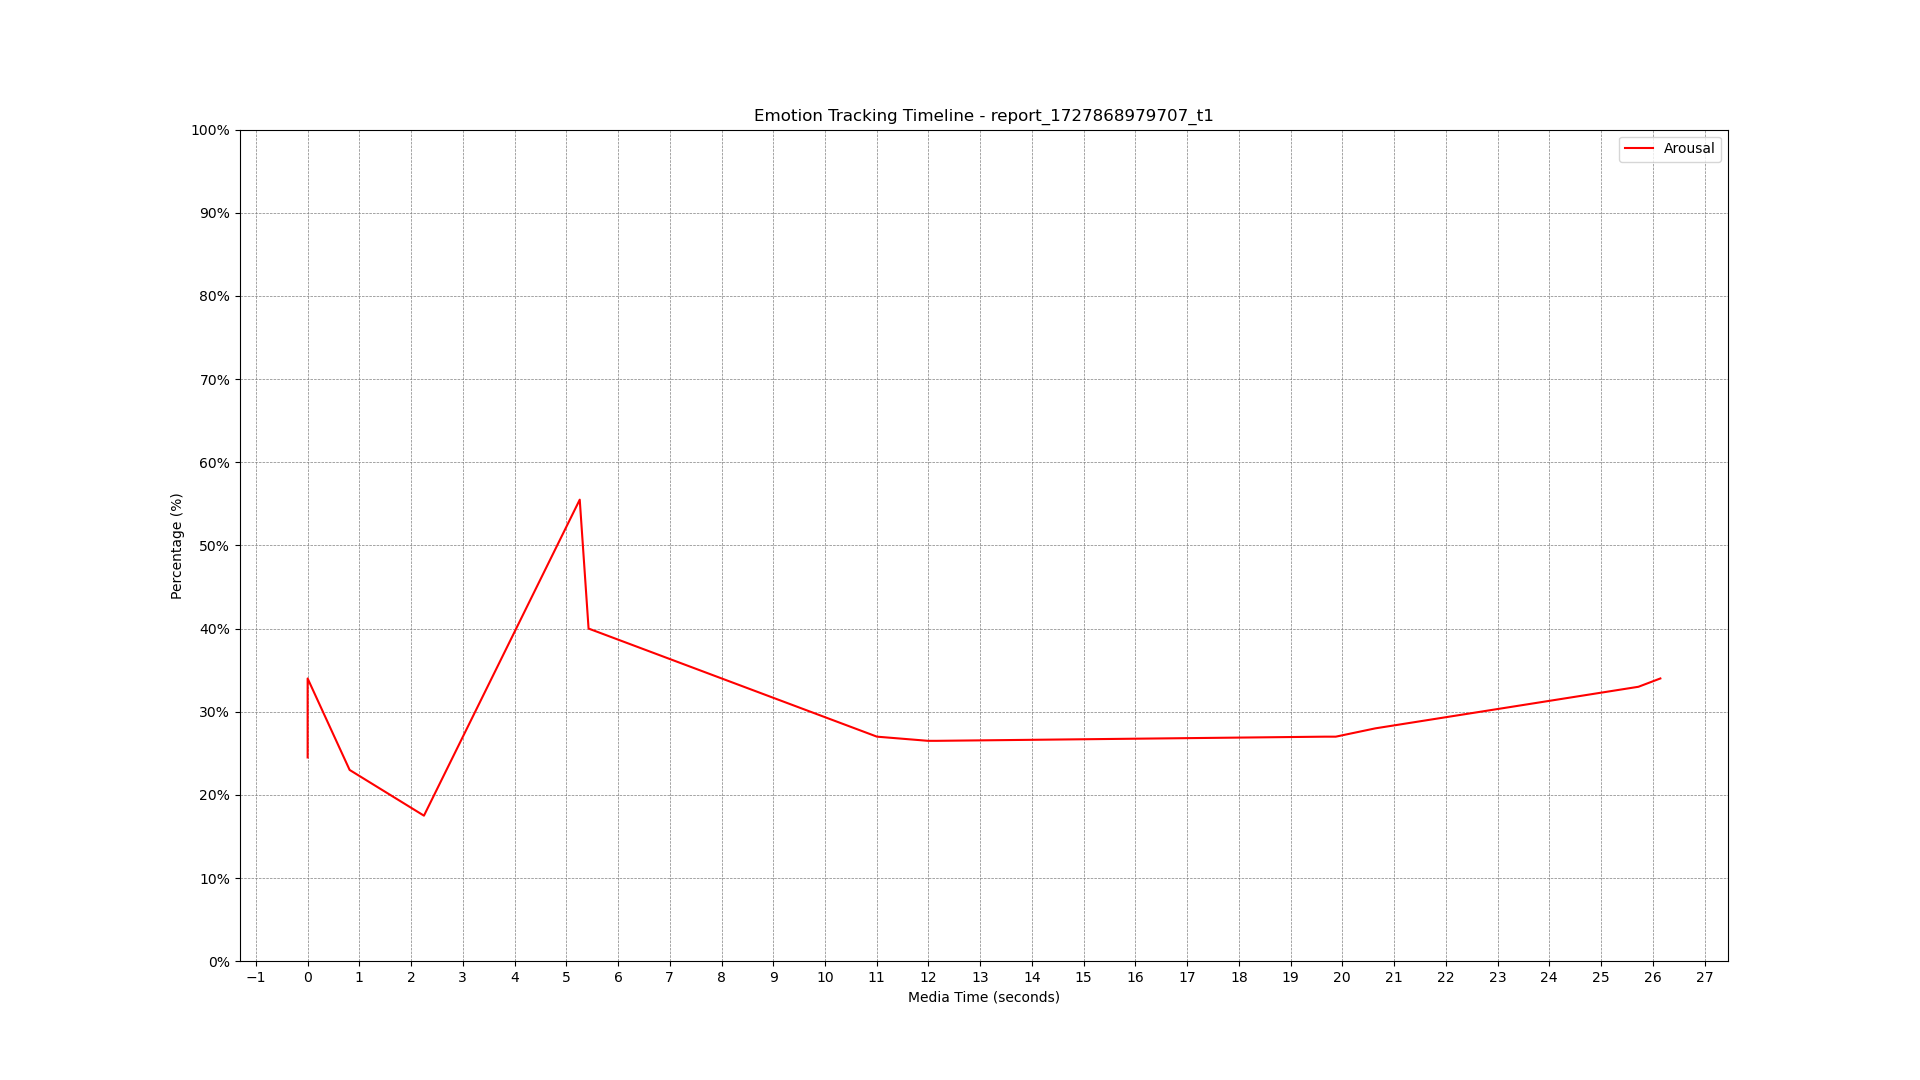 Emotion Tracking Timeline - report_1727868979707_t1
Arousal
100%
90%
80%
70%
60%
50%
40%
30%
20%
10%
0%
Percentage (%)
−1 0 1 2 3 4 5 6 7 8 9 10 11 12 13 14 15 16 17 18 19 20 21 22 23 24 25 26 27
Media Time (seconds)